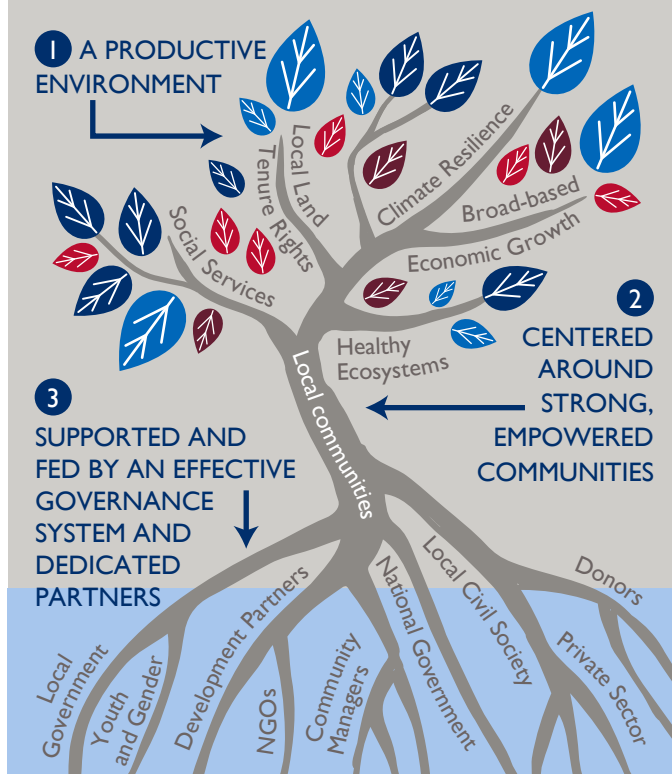 1 A PRODUCTIVE
ENVIRONMENT
Local Land
Tenure Rights
Climate Resilience
Broad-based
Economic Growth
Social Services
Healthy
Ecosystems
2
CENTERED
AROUND
STRONG,
EMPOWERED
COMMUNITIES
Local communities
3
SUPPORTED AND
FED BY AN EFFECTIVE
GOVERNANCE
SYSTEM AND
DEDICATED
PARTNERS
Local
Government
Youth
and Gender
Development Partners
NGOs
Community
Managers
National Government
Local Civil Society
Private Sector
Donors